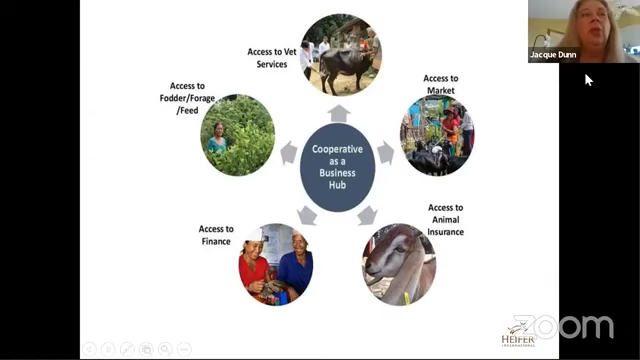 Jacque Dunn
Access to Vet
Services
Access to
Fodder/Forage
/Feed
Access to
Market
Cooperative
as a
Business
Hub
Access to
Animal
Insurance
Access to
Finance
HEIFER
INTERNATIONAL
zoom